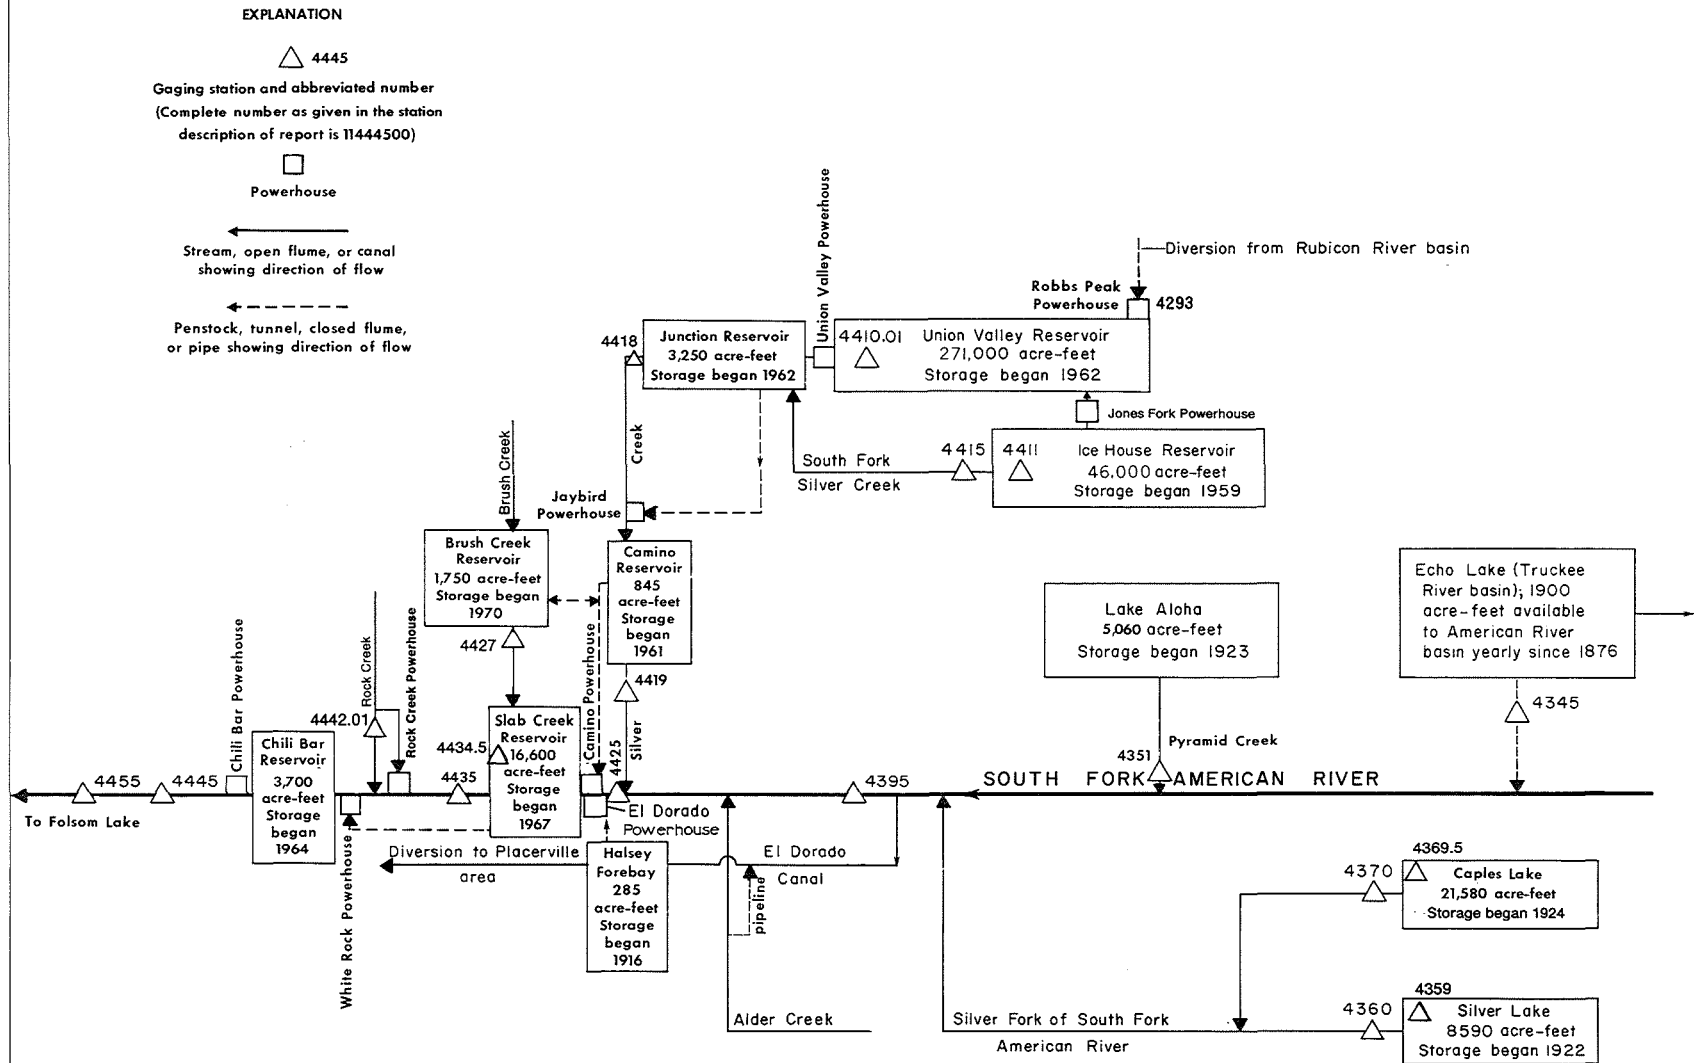 EXPLANATION
4445
Gaging station and abbreviated number
(Complete number as given in the station
description of report is 11444500)
Powerhouse
Stream, open flume, or canal
showing direction of flow
Penstock, tunnel, closed flume,
or pipe showing direction of flow
Diversion from Rubicon River basin
Robbs Peak
Powerhouse
4293
Union Valley Powerhouse
4410.01
Union Valley Reservoir
271,000 acre-feet
Storage began 1962
4418
Junction Reservoir
3,250 acre-feet
Storage began 1962
Jones Fork Powerhouse
4415
4411
Ice House Reservoir
46,000 acre-feet
Storage began 1959
South Fork
Silver Creek
Creek
Jaybird
Powerhouse
Brush Creek
Brush Creek
Reservoir
1,750 acre-feet
Storage began
1970
Camino
Reservoir
845
acre-feet
Storage
began
1961
4427
4419
Silver
4425
Camino Powerhouse
Lake Aloha
5,060 acre-feet
Storage began 1923
Echo Lake (Truckee
River basin); 1900
acre-feet available
to American River
basin yearly since 1876
4345
4351
Pyramid Creek
SOUTH FORK AMERICAN RIVER
4395
Slab Creek
Reservoir
16,600
acre-feet
Storage
began
1967
4434.5
4435
Rock Creek
Rock Creek Powerhouse
4442.01
Chili Bar Powerhouse
Chili Bar
Reservoir
3,700
acre-feet
Storage
began
1964
4455
4445
To Folsom Lake
White Rock Powerhouse
El Dorado
Powerhouse
Diversion to Placerville
area
Halsey
Forebay
285
acre-feet
Storage
began
1916
El Dorado
Canal
pipeline
Alder Creek
Silver Fork of South Fork
American River
4370
4369.5
Caples Lake
21,580 acre-feet
Storage began 1924
4360
4359
Silver Lake
8590 acre-feet
Storage began 1922